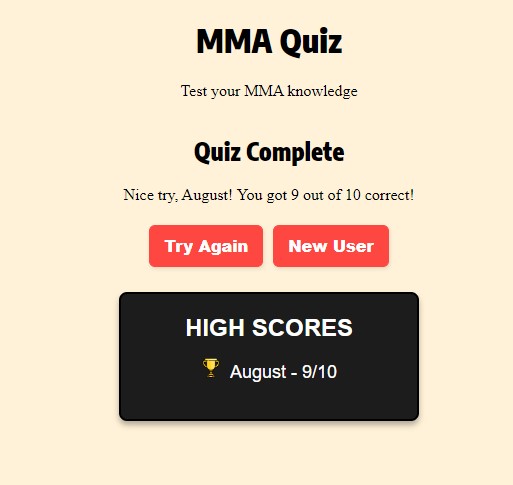 MMA Quiz
Test your MMA knowledge
Quiz Complete
Nice try, August! You got 9 out of 10 correct!
Try Again New User
HIGH SCORES
🏆 August - 9/10